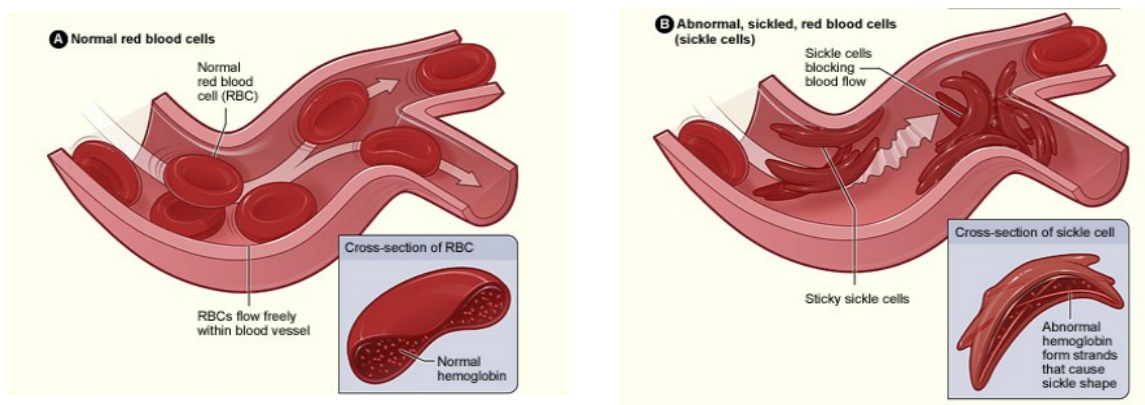 A Normal red blood cells
Normal
red blood
cell (RBC)
RBCs flow freely
within blood vessel
Cross-section of RBC
Normal
hemoglobin
B Abnormal, sickled, red blood cells
(sickle cells)
Sickle cells
blocking
blood flow
Sticky sickle cells
Cross-section of sickle cell
Abnormal
hemoglobin
form strands
that cause
sickle shape